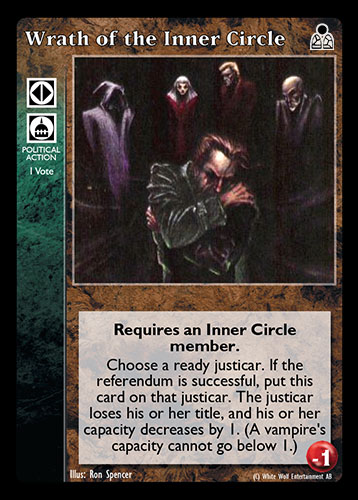 Wrath of the Inner Circle
POLITICAL
ACTION
1 Vote
Requires an Inner Circle
member.
Choose a ready justicar. If the
referendum is successful, put this
card on that justicar. The justicar
loses his or her title, and his or her
capacity decreases by 1. (A vampire's
capacity cannot go below 1.)
-1
Illus: Ron Spencer
(C) White Wolf Entertainment AB